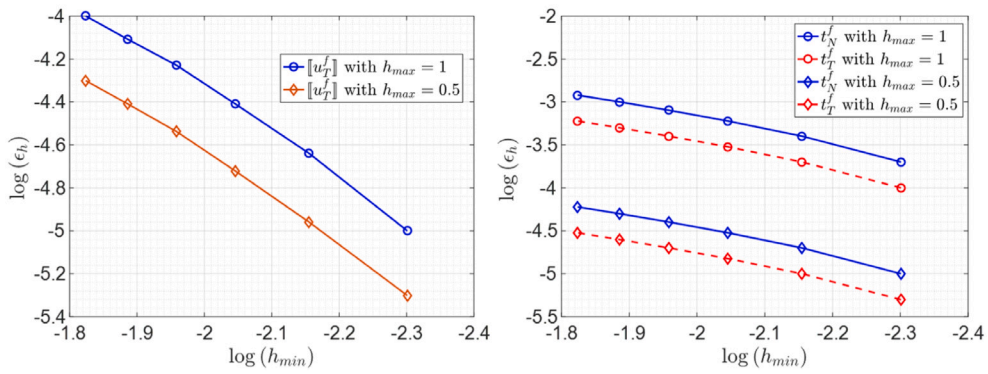 -4
-4.2
-4.4
-4.6
-4.8
-5
-5.2
-5.4
log (ϵ_h)
-1.8 -1.9 -2 -2.1 -2.2 -2.3 -2.4
log (h_min)
⟦u_T^f⟧ with h_max = 1
⟦u_T^f⟧ with h_max = 0.5
-2
-2.5
-3
-3.5
-4
-4.5
-5
-5.5
log (ϵ_h)
-1.8 -1.9 -2 -2.1 -2.2 -2.3 -2.4
log (h_min)
t_N^f with h_max = 1
t_T^f with h_max = 1
t_N^f with h_max = 0.5
t_T^f with h_max = 0.5